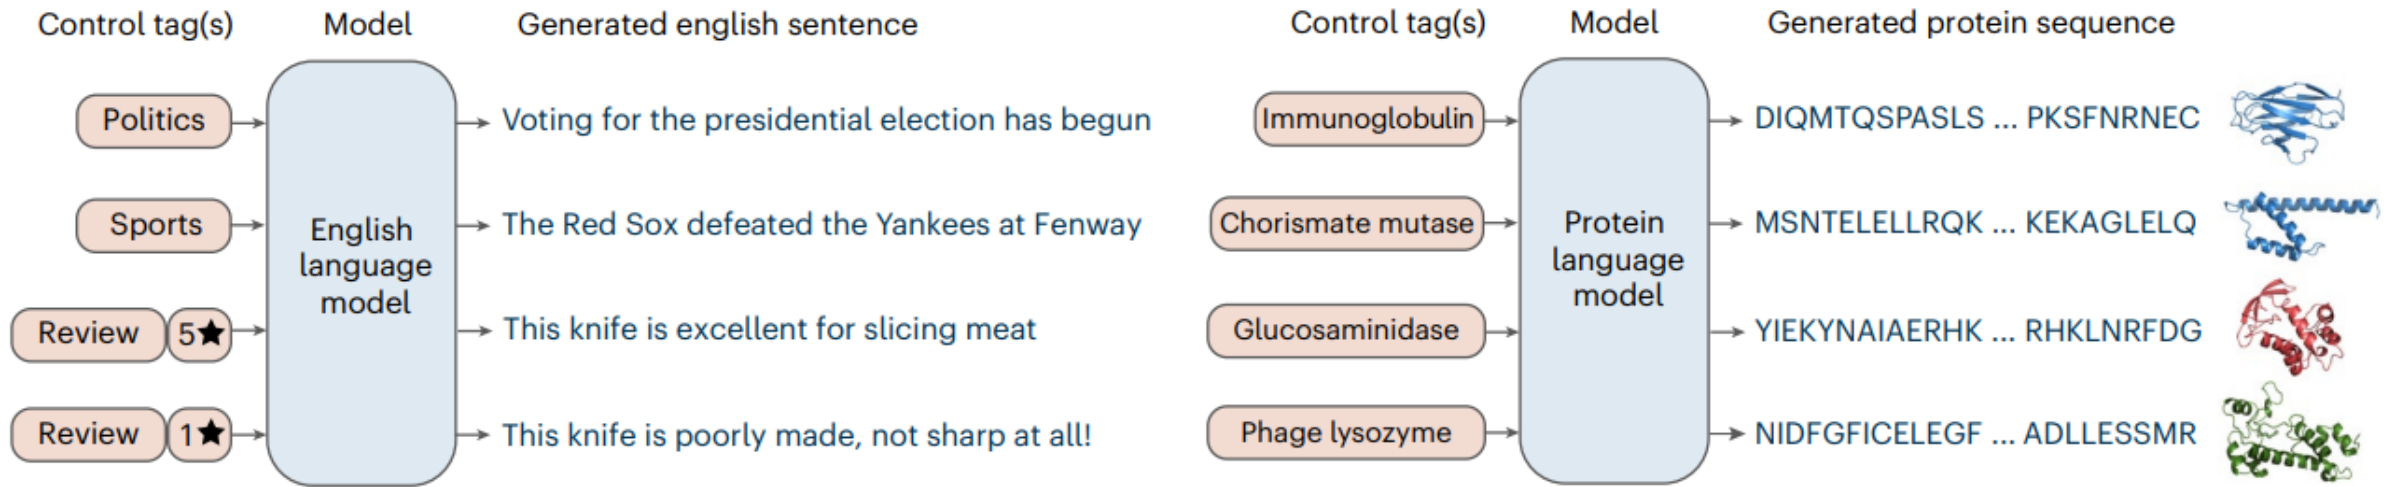 Control tag(s) Model Generated english sentence
Politics Voting for the presidential election has begun
Sports The Red Sox defeated the Yankees at Fenway
English
language
model
Review 5★ This knife is excellent for slicing meat
Review 1★ This knife is poorly made, not sharp at all!
Control tag(s) Model Generated protein sequence
Immunoglobulin DIQMTQSPASLS ... PKSFNRNEC
Chorismate mutase MSNTELELLRQK ... KEKAGLELQ
Protein
language
model
Glucosaminidase YIEKYNAIAERHK ... RHKLNRFDG
Phage lysozyme NIDFGFICELEGF ... ADLLESSMR